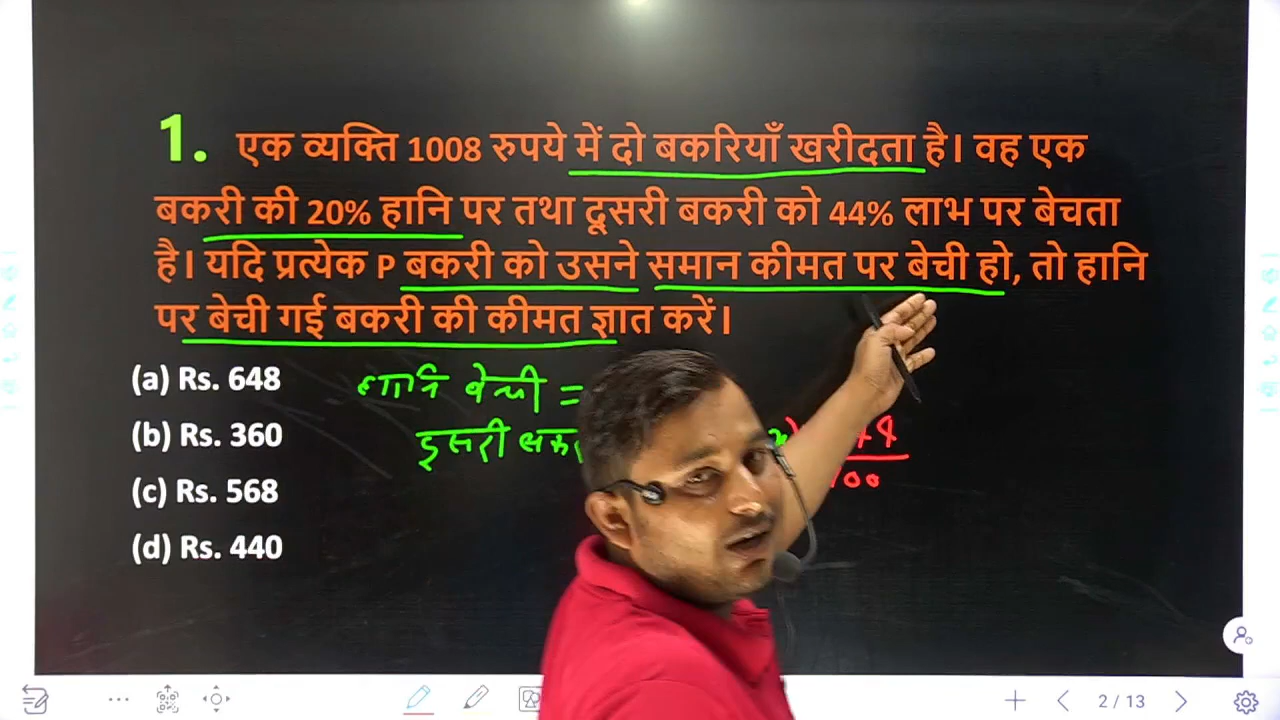 1. एक व्यक्ति 1008 रुपये में दो बकरियाँ खरीदता है। वह एक
बकरी की 20% हानि पर तथा दूसरी बकरी को 44% लाभ पर बेचता
है। यदि प्रत्येक P बकरी को उसने समान कीमत पर बेची हो, तो हानि
पर बेची गई बकरी की कीमत ज्ञात करें।
(a) Rs. 648
(b) Rs. 360
(c) Rs. 568
(d) Rs. 440
हानि =
2 / 13